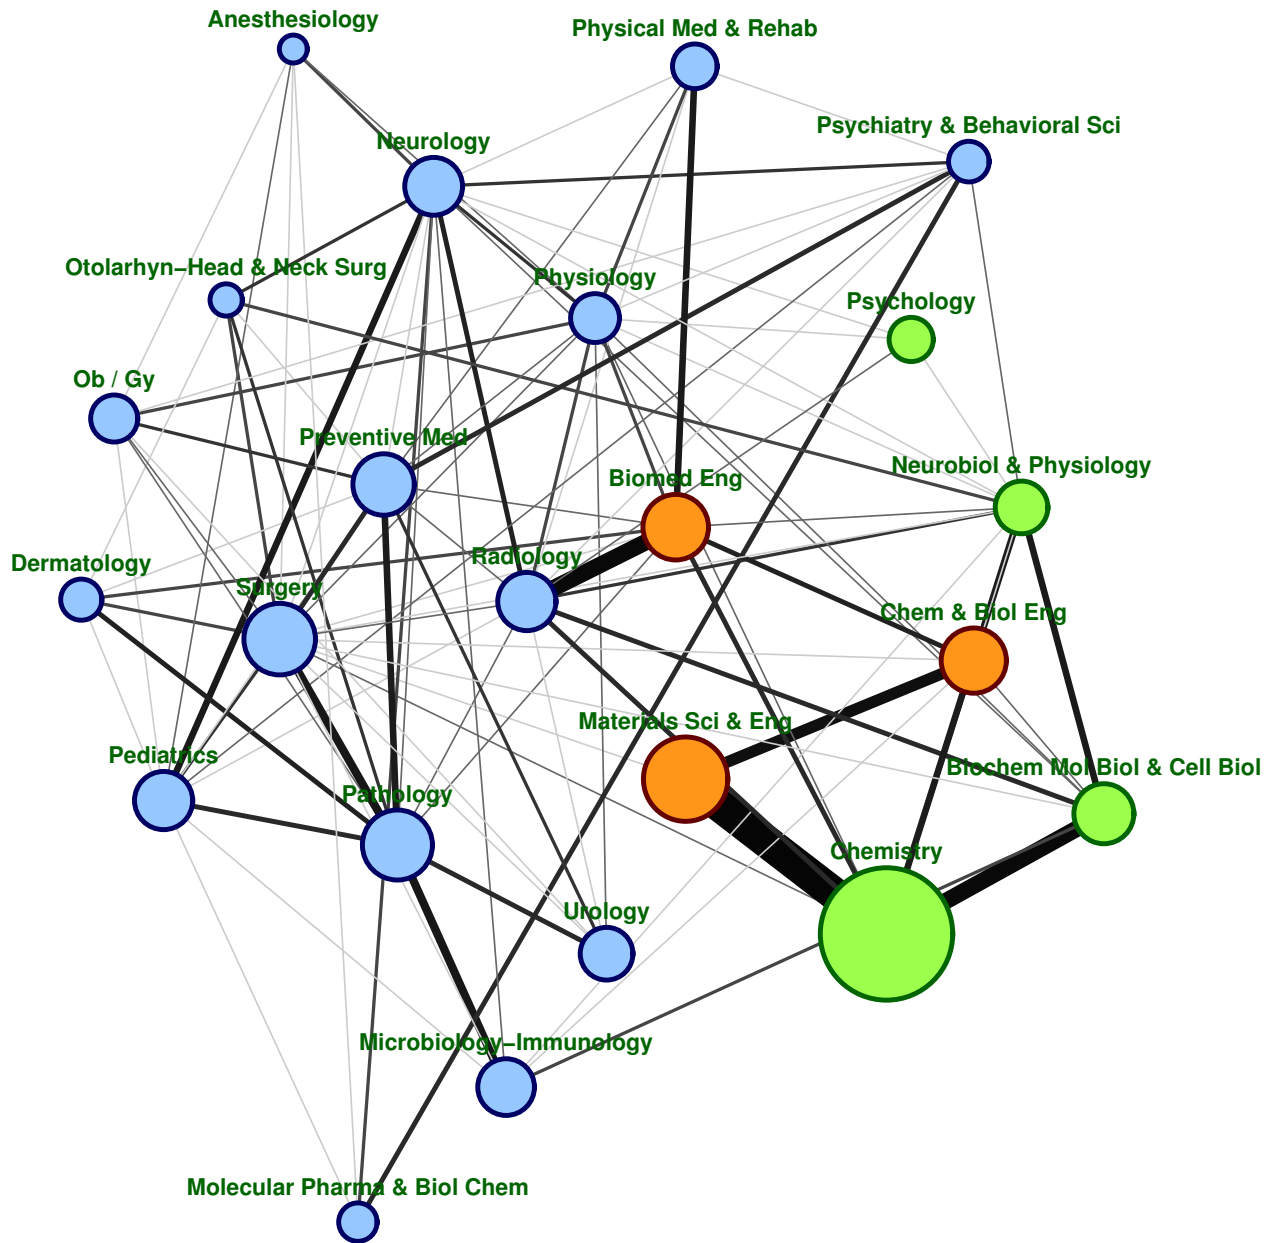 Anesthesiology
Physical Med & Rehab
Psychiatry & Behavioral Sci
Neurology
Otolarhyn−Head & Neck Surg
Physiology
Psychology
Ob / Gy
Preventive Med
Neurobiol & Physiology
Biomed Eng
Radiology
Dermatology
Surgery
Chem & Biol Eng
Materials Sci & Eng
Pediatrics
Biochem Mol Biol & Cell Biol
Pathology
Chemistry
Urology
Microbiology−Immunology
Molecular Pharma & Biol Chem